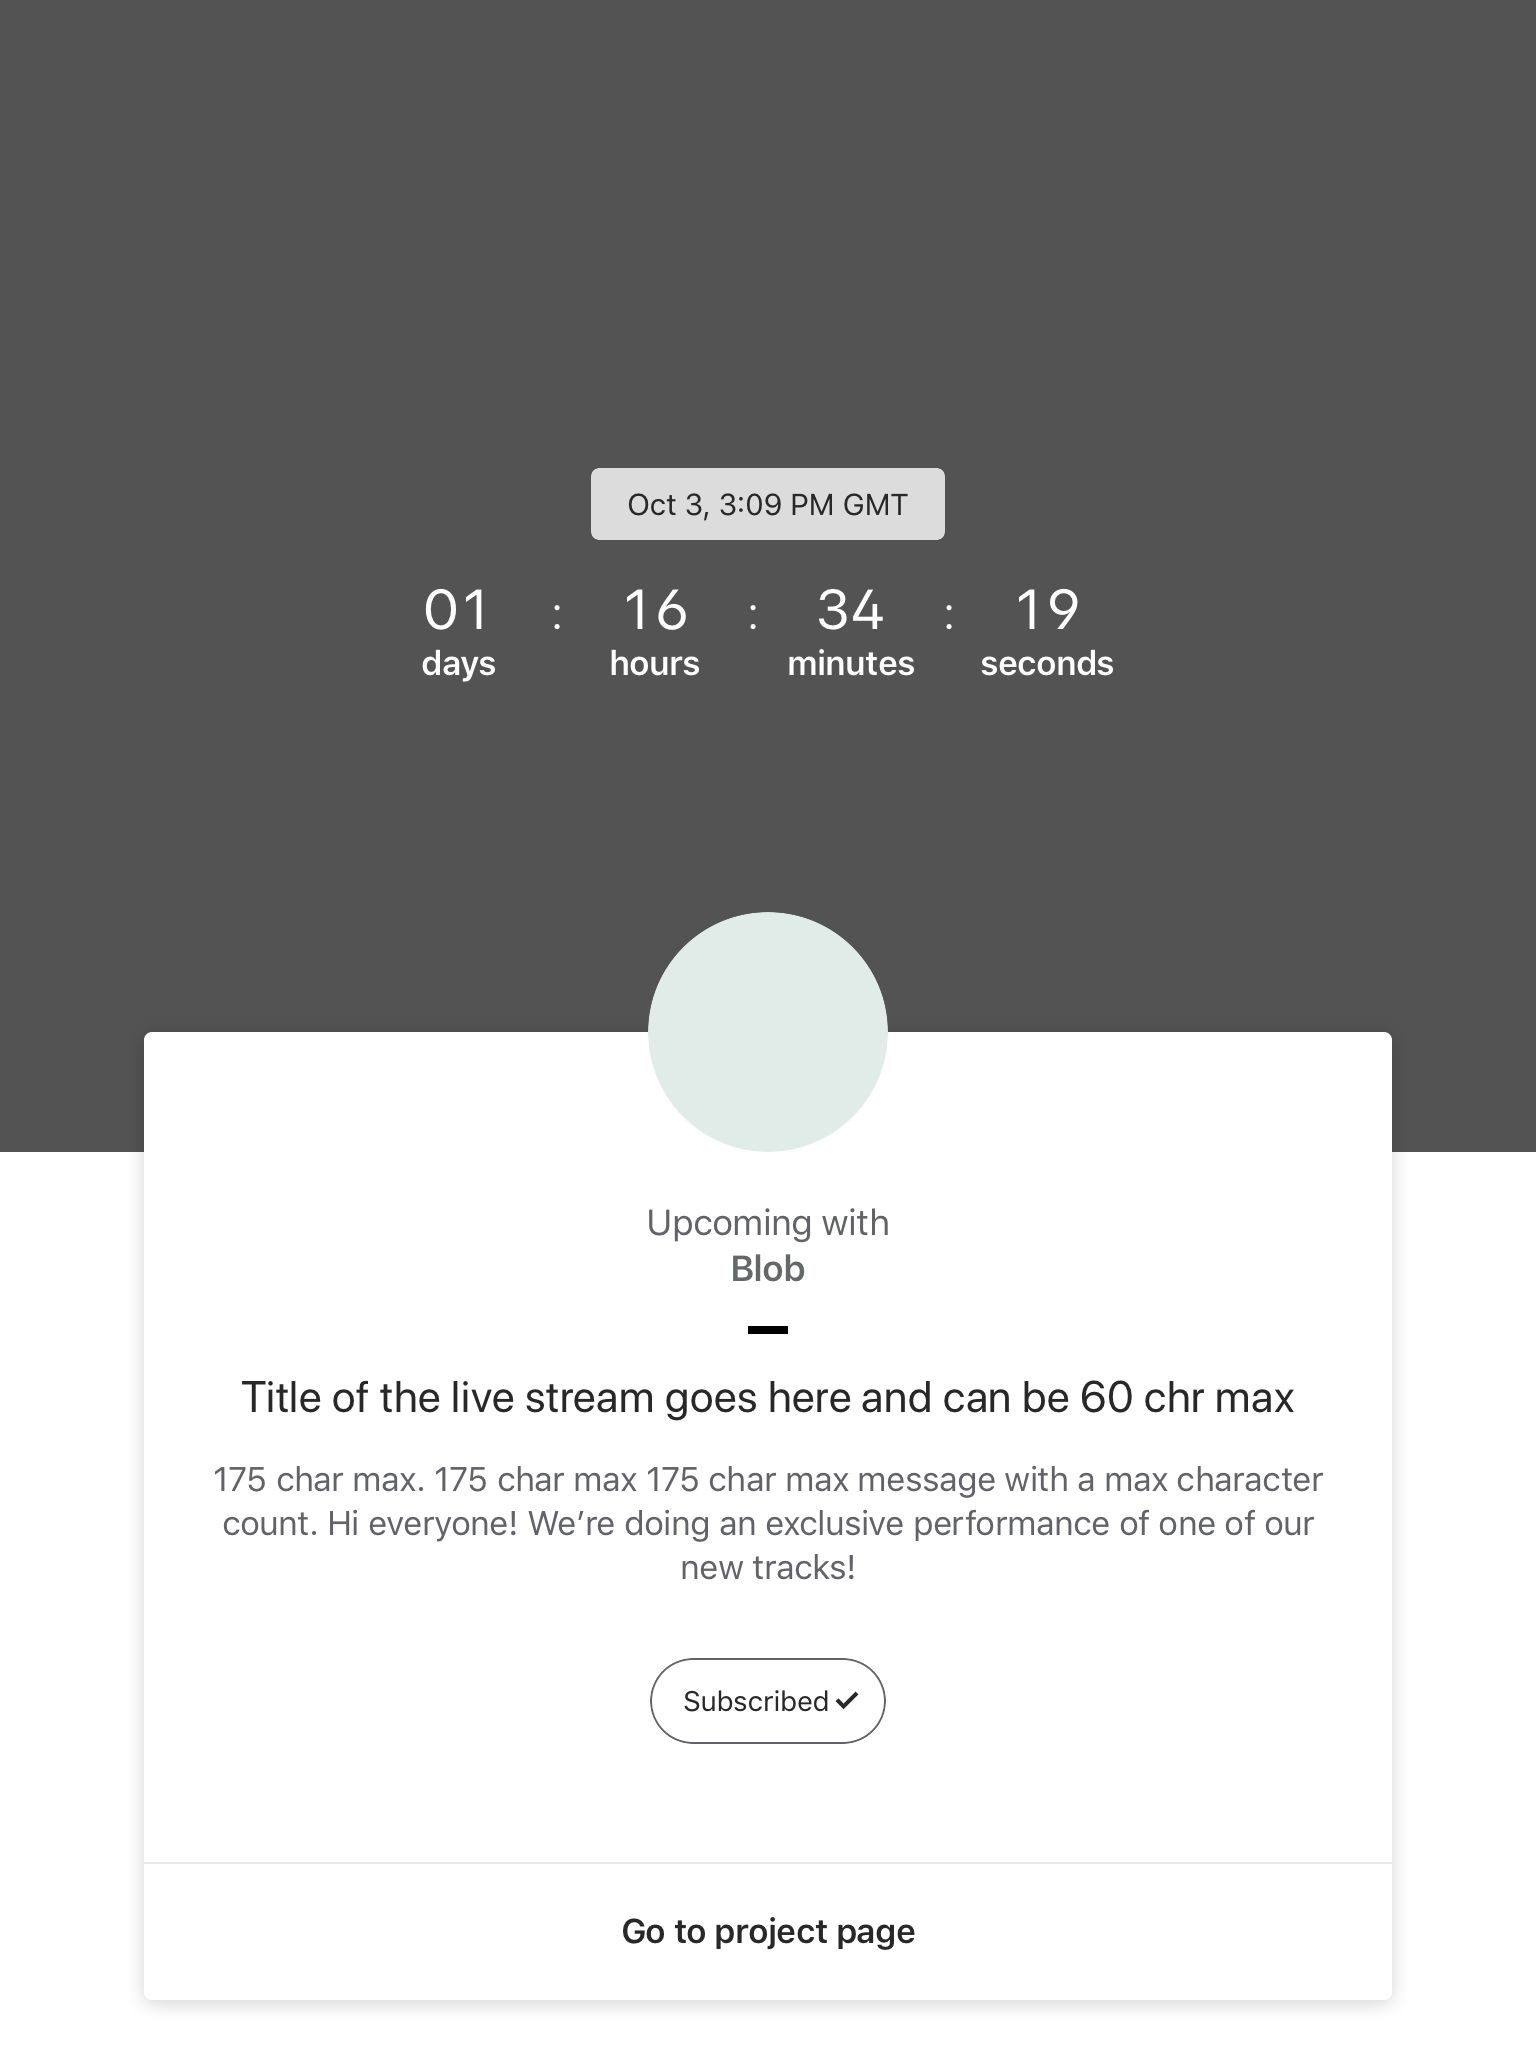 Oct 3, 3:09 PM GMT
01 : 16 : 34 : 19
days hours minutes seconds
Upcoming with
Blob
Title of the live stream goes here and can be 60 chr max
175 char max. 175 char max 175 char max message with a max character
count. Hi everyone! We’re doing an exclusive performance of one of our
new tracks!
Subscribed
Go to project page